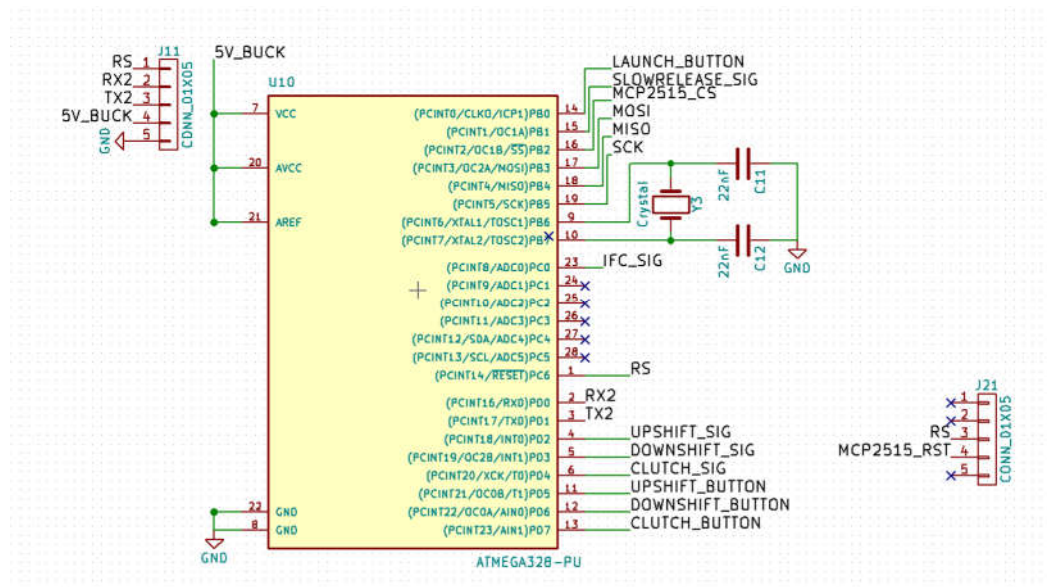 J11
RS 1
RX2 2
TX2 3
5V_BUCK 4
GND 5
CONN_01X05
5V_BUCK
U10
7 VCC
20 AVCC
21 AREF
22 GND
8 GND
GND
(PCINT0/CLKO/ICP1)PB0 14 LAUNCH_BUTTON
(PCINT1/OC1A)PB1 15 SLOWRELEASE_SIG
(PCINT2/OC1B/SS)PB2 16 MCP2515_CS
(PCINT3/OC2A/MOSI)PB3 17 MOSI
(PCINT4/MISO)PB4 18 MISO
(PCINT5/SCK)PB5 19 SCK
(PCINT6/XTAL1/TOSC1)PB6 9
(PCINT7/XTAL2/TOSC2)PB7 10
(PCINT8/ADC0)PC0 23 IFC_SIG
(PCINT9/ADC1)PC1 24
(PCINT10/ADC2)PC2 25
(PCINT11/ADC3)PC3 26
(PCINT12/SDA/ADC4)PC4 27
(PCINT13/SCL/ADC5)PC5 28
(PCINT14/RESET)PC6 1 RS
(PCINT16/RXD)PD0 2 RX2
(PCINT17/TXD)PD1 3 TX2
(PCINT18/INT0)PD2 4 UPSHIFT_SIG
(PCINT19/OC2B/INT1)PD3 5 DOWNSHIFT_SIG
(PCINT20/XCK/T0)PD4 6 CLUTCH_SIG
(PCINT21/OC0B/T1)PD5 11 UPSHIFT_BUTTON
(PCINT22/OC0A/AIN0)PD6 12 DOWNSHIFT_BUTTON
(PCINT23/AIN1)PD7 13 CLUTCH_BUTTON
ATMEGA328-PU
Crystal
Y3
22nF
C11
22nF
C12
GND
J21
1
2
RS 3
MCP2515_RST 4
5
CONN_01X05